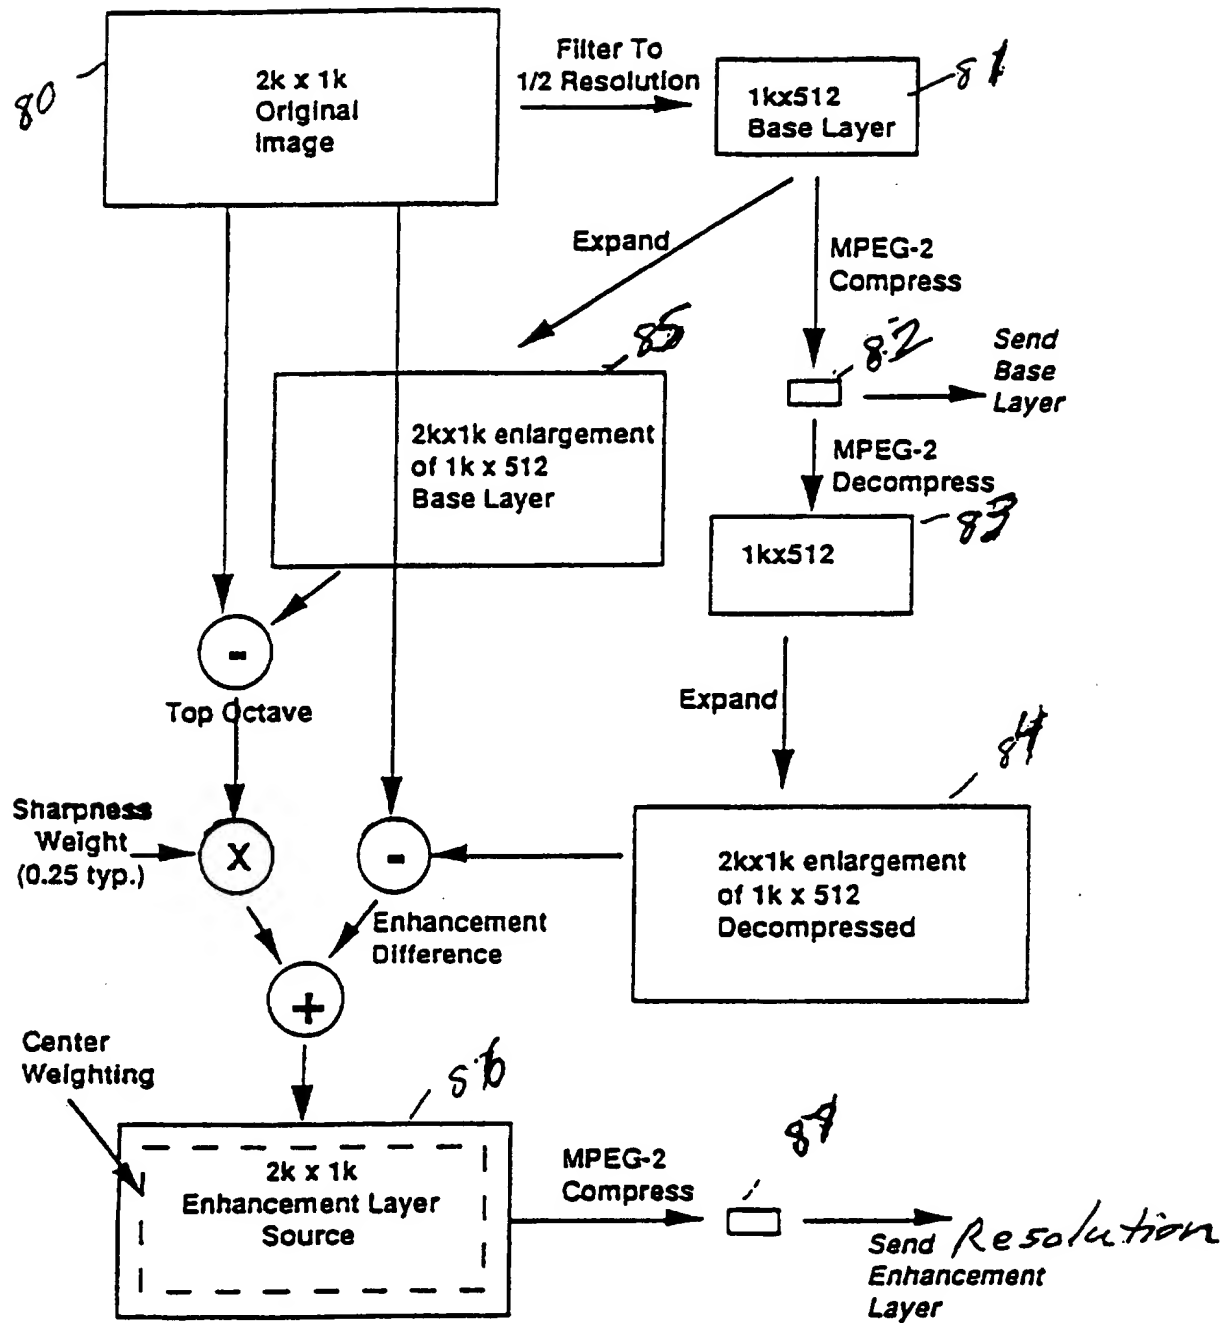 80
2k x 1k
Original
Image
Filter To
1/2 Resolution
1kx512
Base Layer
81
Expand
MPEG-2
Compress
85
82
Send
Base
Layer
2kx1k enlargement
of 1k x 512
Base Layer
MPEG-2
Decompress
83
1kx512
-
Top Octave
Expand
84
Sharpness
Weight
(0.25 typ.)
X
-
2kx1k enlargement
of 1k x 512
Decompressed
Enhancement
Difference
+
Center
Weighting
86
2k x 1k
Enhancement Layer
Source
MPEG-2
Compress
Send Resolution
Enhancement
Layer